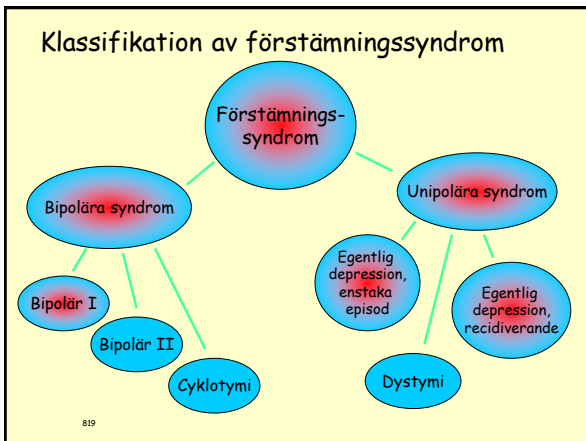 Klassifikation av förstämningssyndrom
Förstämnings-
syndrom
Bipolära syndrom
Unipolära syndrom
Bipolär I
Bipolär II
Cyklotymi
Egentlig
depression,
enstaka
episod
Dystymi
Egentlig
depression,
recidiverande
819